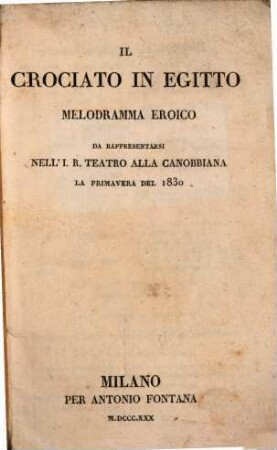 IL
CROCIATO IN EGITTO
MELODRAMMA EROICO
DA RAPPRESENTARSI
NELL' I. R. TEATRO ALLA CANOBBIANA
LA PRIMAVERA DEL 1830
MILANO
PER ANTONIO FONTANA
M.DCCC.XXX